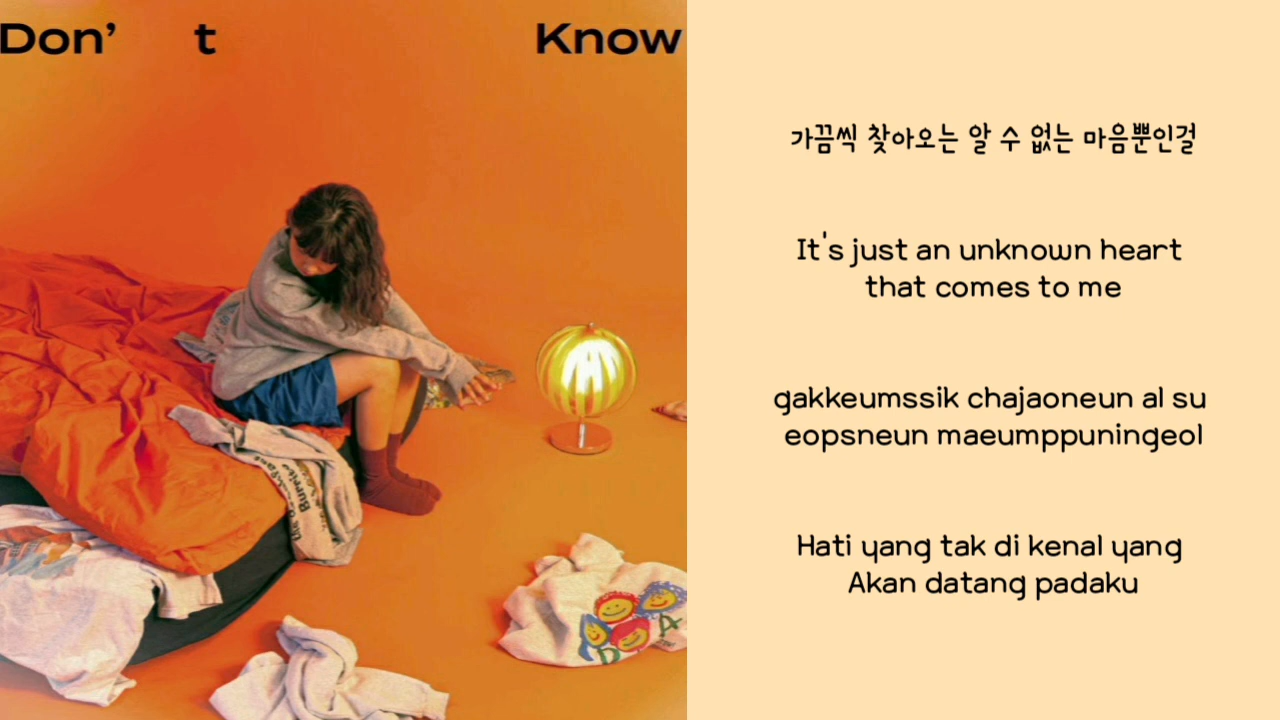 Don't Know
가끔씩 찾아오는 알 수 없는 마음뿐인걸
It's just an unknown heart
that comes to me
gakkeumssik chajaoneun al su
eopsneun maeumppuningeol
Hati yang tak di kenal yang
Akan datang padaku
Burrito